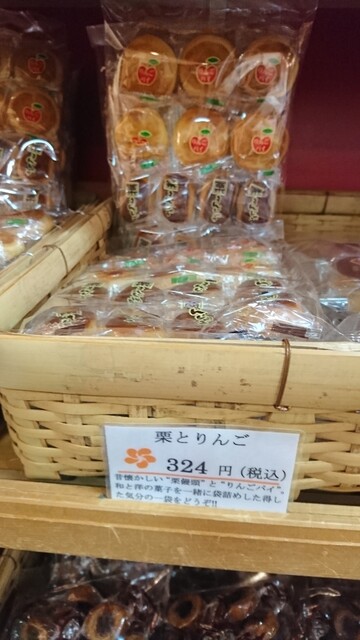 栗とりんご
324 円 (税込)
昔懐かしい"栗饅頭"と"りんごパイ"。
和と洋の菓子を一緒に袋詰めした得し
た気分の一袋をどうぞ!!